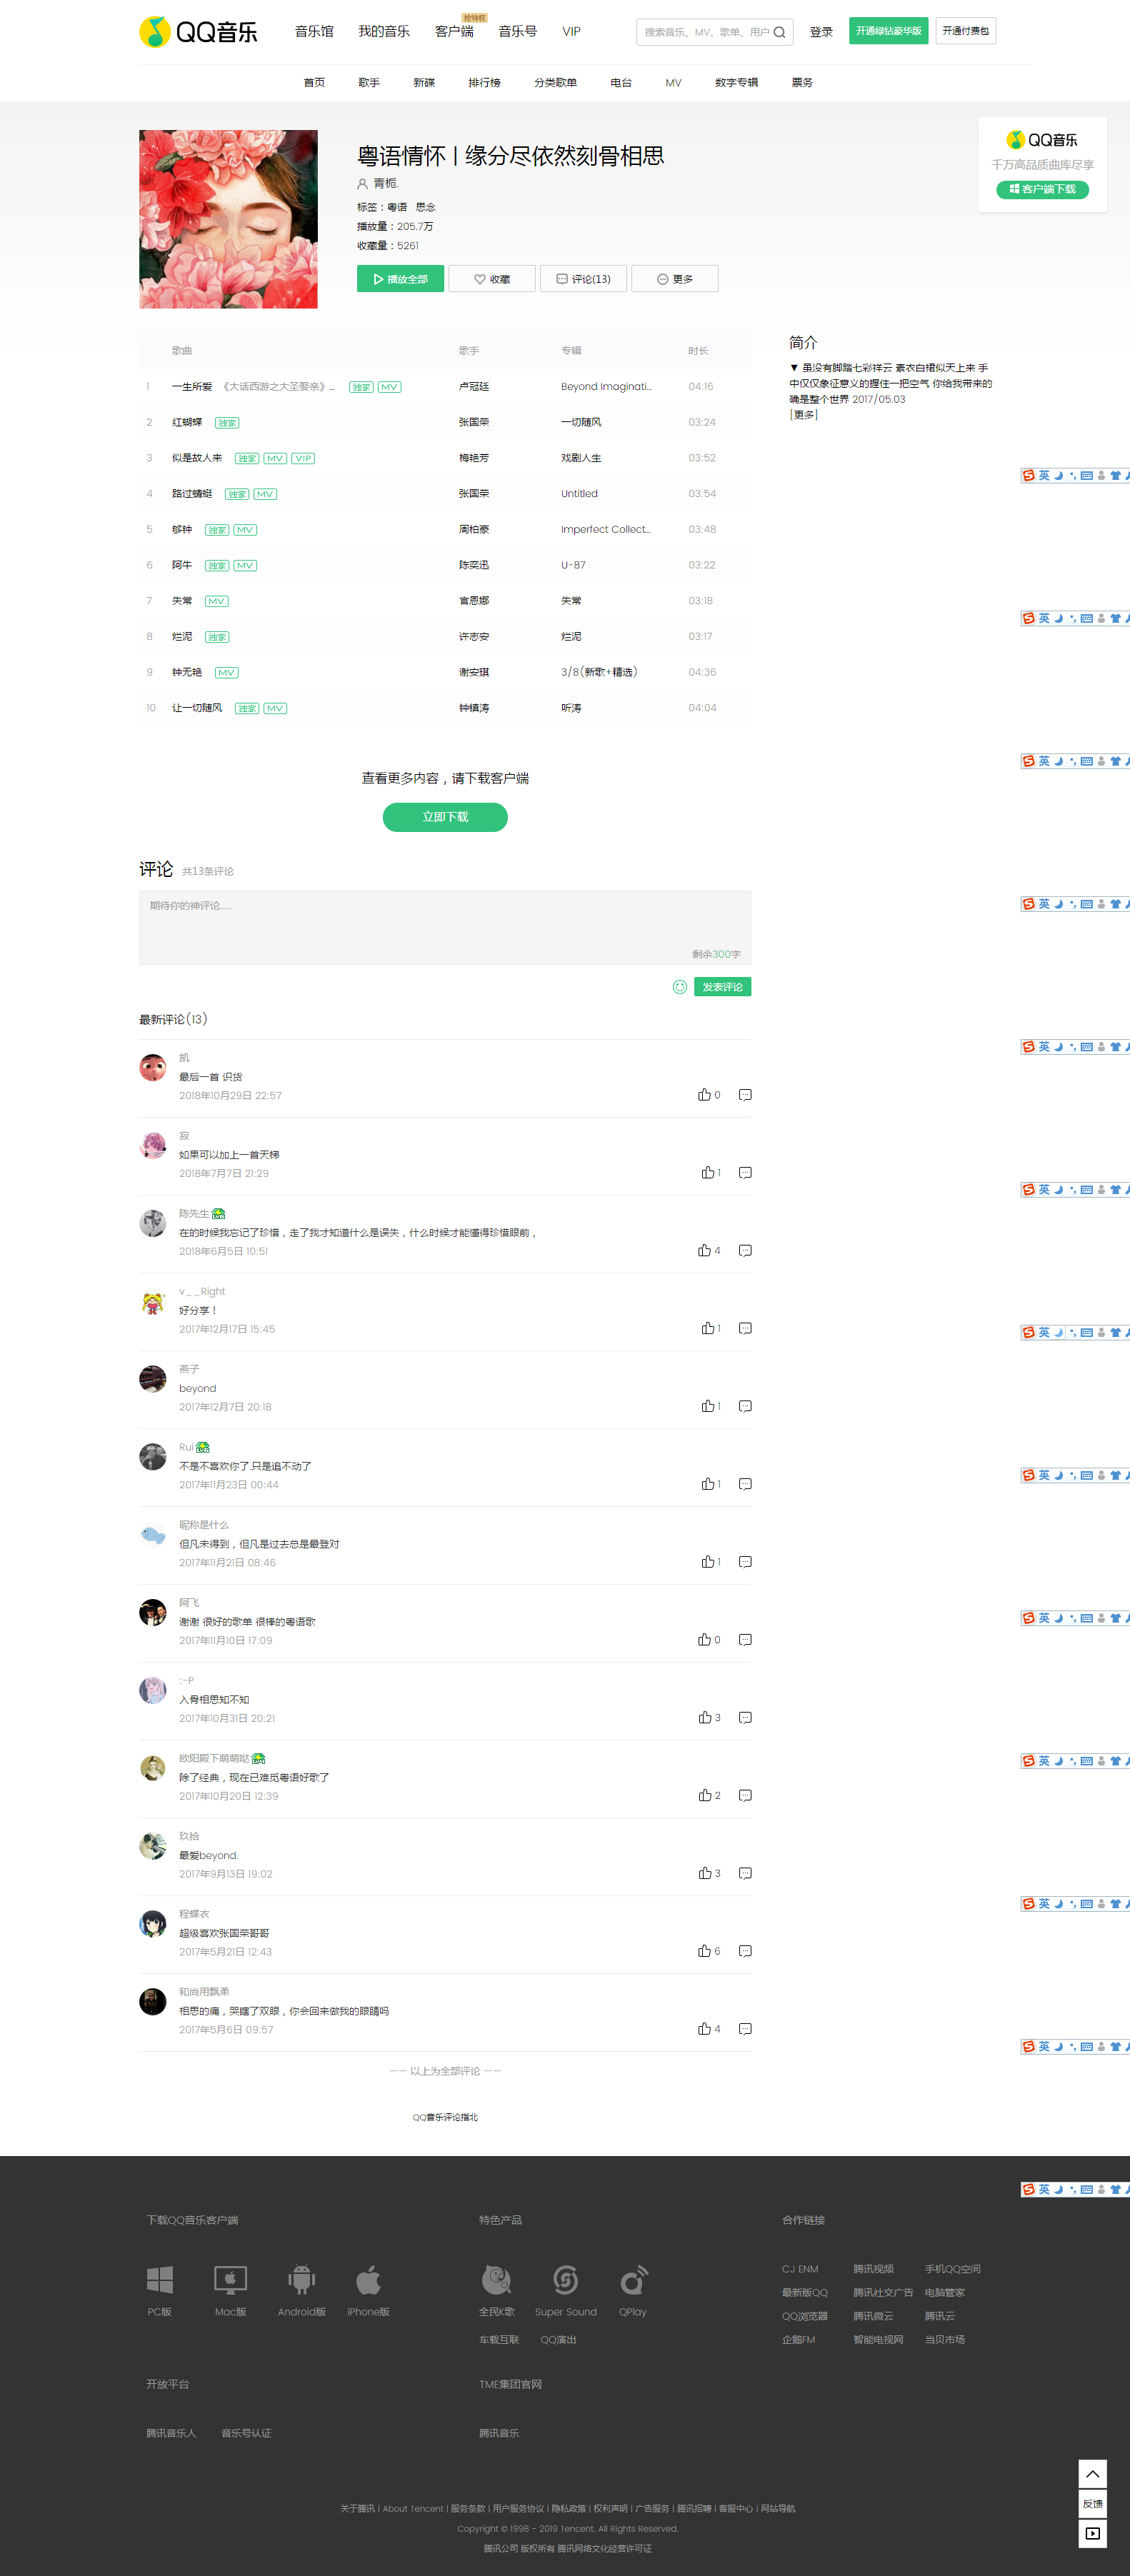 QQ音乐
音乐馆 我的音乐 客户端 抢特权 音乐号 VIP
搜索音乐、MV、歌单、用户
登录
开通绿钻豪华版
开通付费包
首页 歌手 新碟 排行榜 分类歌单 电台 MV 数字专辑 票务
粤语情怀 | 缘分尽依然刻骨相思
青栀.
标签：粤语 思念
播放量：205.7万
收藏量：5261
播放全部 收藏 评论(13) 更多
QQ音乐
千万高品质曲库尽享
客户端下载
歌曲 歌手 专辑 时长
1 一生所爱 《大话西游之大圣娶亲》... 独家 MV 卢冠廷 Beyond Imaginati... 04:16
2 红蝴蝶 独家 张国荣 一切随风 03:24
3 似是故人来 独家 MV VIP 梅艳芳 戏剧人生 03:52
4 路过蜻蜓 独家 MV 张国荣 Untitled 03:54
5 够钟 独家 MV 周柏豪 Imperfect Collect... 03:48
6 阿牛 独家 MV 陈奕迅 U-87 03:22
7 失常 MV 官恩娜 失常 03:18
8 烂泥 独家 许志安 烂泥 03:17
9 钟无艳 MV 谢安琪 3/8(新歌+精选) 04:36
10 让一切随风 独家 MV 钟镇涛 听涛 04:04
简介
▼ 虽没有脚踏七彩祥云 素衣白裙似天上来 手
中仅仅象征意义的握住一把空气 你给我带来的
确是整个世界 2017/05.03
[更多]
查看更多内容，请下载客户端
立即下载
评论 共13条评论
期待你的神评论……
剩余300字
发表评论
最新评论(13)
凯
最后一首 识货
2018年10月29日 22:57 0
寂
如果可以加上一首天梯
2018年7月7日 21:29 1
陈先生
在的时候我忘记了珍惜，走了我才知道什么是误失，什么时候才能懂得珍惜眼前，
2018年6月5日 10:51 4
v__Right
好分享！
2017年12月17日 15:45 1
燕子
beyond
2017年12月7日 20:18 1
Rui
不是不喜欢你了.只是追不动了
2017年11月23日 00:44 1
昵称是什么
但凡未得到，但凡是过去总是最登对
2017年11月21日 08:46 1
阿飞
谢谢 很好的歌单 很棒的粤语歌
2017年11月10日 17:09 0
:-P
入骨相思知不知
2017年10月31日 20:21 3
欧阳殿下萌萌哒
除了经典，现在已难觅粤语好歌了
2017年10月20日 12:39 2
玖拾
最爱beyond.
2017年9月13日 19:02 3
程蝶衣
超级喜欢张国荣哥哥
2017年5月21日 12:43 6
和尚用飘柔
相思的痛，哭瞎了双眼，你会回来做我的眼睛吗
2017年5月6日 09:57 4
—— 以上为全部评论 ——
QQ音乐评论指北
英
英
英
英
英
英
英
英
英
英
英
英
英
下载QQ音乐客户端 特色产品 合作链接
PC版 Mac版 Android版 iPhone版
全民K歌 Super Sound QPlay
车载互联 QQ演出
CJ ENM 腾讯视频 手机QQ空间
最新版QQ 腾讯社交广告 电脑管家
QQ浏览器 腾讯微云 腾讯云
企鹅FM 智能电视网 当贝市场
开放平台 TME集团官网
腾讯音乐人 音乐号认证 腾讯音乐
反馈
关于腾讯 | About Tencent | 服务条款 | 用户服务协议 | 隐私政策 | 权利声明 | 广告服务 | 腾讯招聘 | 客服中心 | 网站导航
Copyright © 1998 - 2019 Tencent. All Rights Reserved.
腾讯公司 版权所有 腾讯网络文化经营许可证